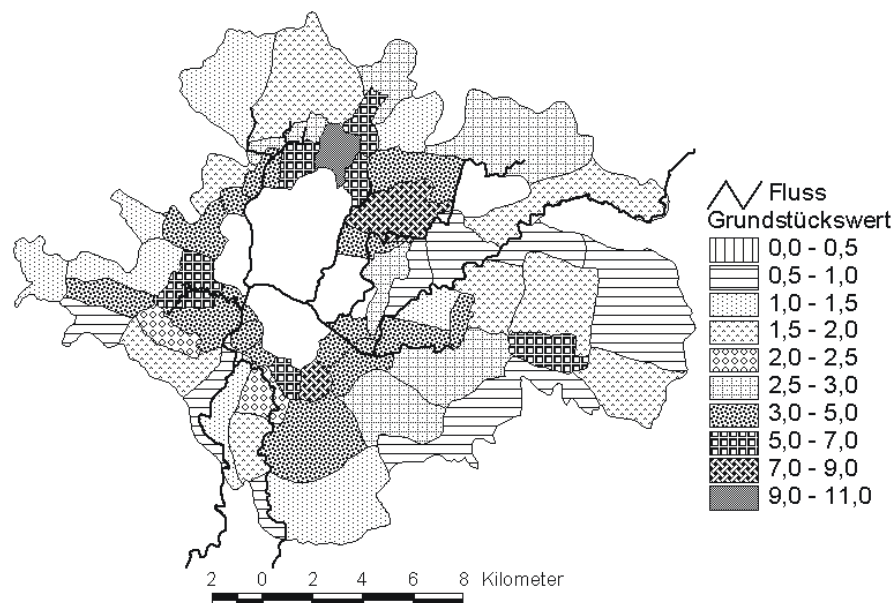 Fluss
Grundstückswert
0,0 - 0,5
0,5 - 1,0
1,0 - 1,5
1,5 - 2,0
2,0 - 2,5
2,5 - 3,0
3,0 - 5,0
5,0 - 7,0
7,0 - 9,0
9,0 - 11,0
2 0 2 4 6 8 Kilometer